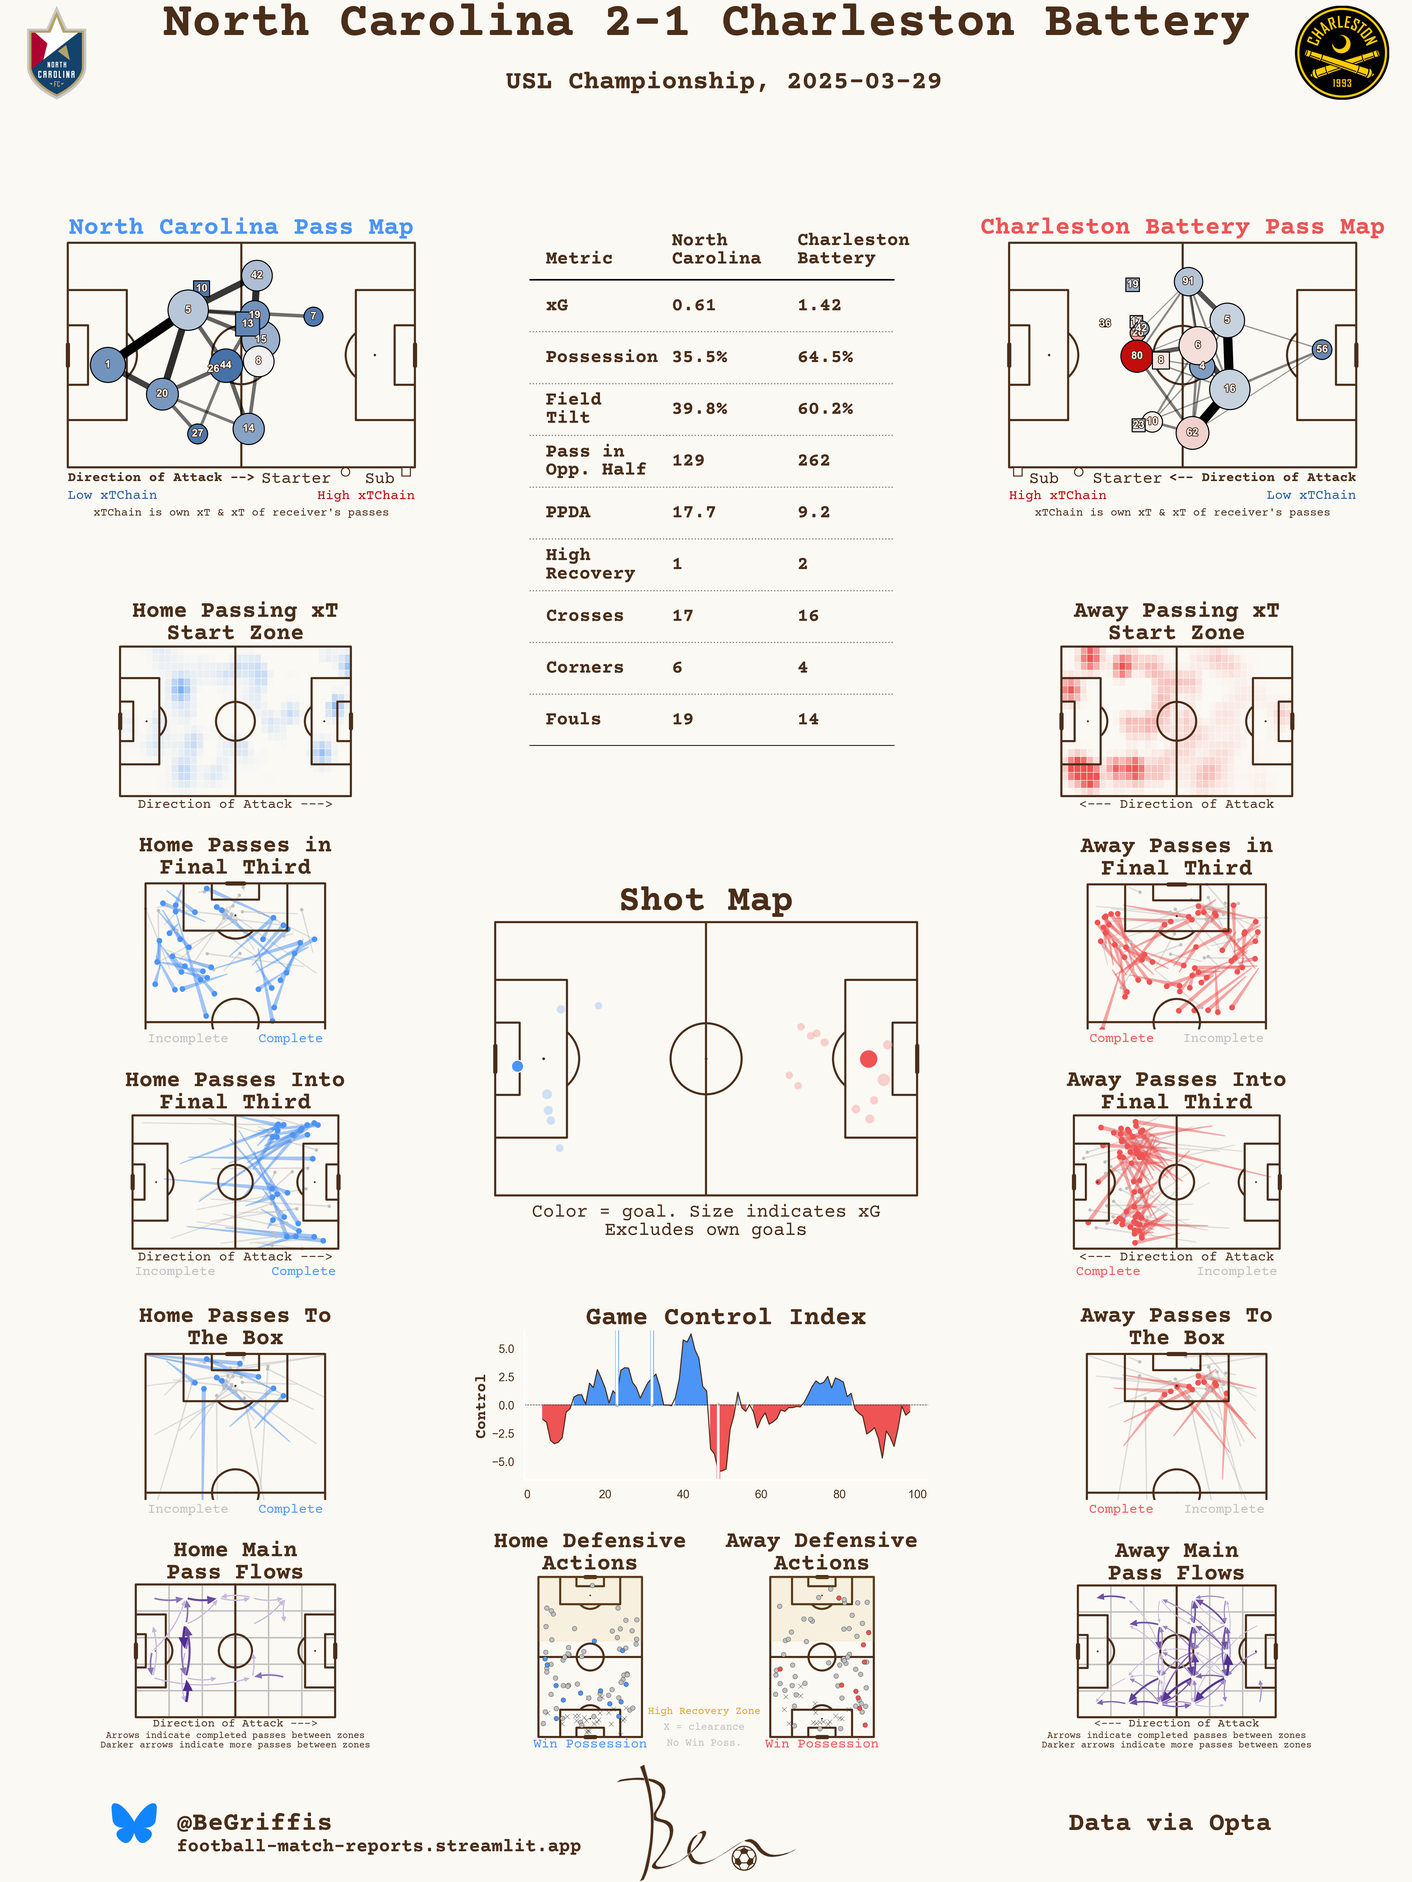 North Carolina 2-1 Charleston Battery
USL Championship, 2025-03-29
NORTH
CAROLINA
FC
CHARLESTON
1993
North Carolina Pass Map
10
42
5
19
13
7
15
1
8
26
44
20
27
14
Direction of Attack --> Starter Sub
Low xTChain High xTChain
xTChain is own xT & xT of receiver's passes
Metric North Carolina Charleston Battery
xG 0.61 1.42
Possession 35.5% 64.5%
Field Tilt 39.8% 60.2%
Pass in Opp. Half 129 262
PPDA 17.7 9.2
High Recovery 1 2
Crosses 17 16
Corners 6 4
Fouls 19 14
Charleston Battery Pass Map
19
91
36
17
42
5
80
8
6
4
56
16
23
10
62
Sub Starter <-- Direction of Attack
High xTChain Low xTChain
xTChain is own xT & xT of receiver's passes
Home Passing xT
Start Zone
Direction of Attack --->
Away Passing xT
Start Zone
<--- Direction of Attack
Home Passes in
Final Third
Incomplete Complete
Away Passes in
Final Third
Complete Incomplete
Shot Map
Color = goal. Size indicates xG
Excludes own goals
Home Passes Into
Final Third
Direction of Attack --->
Incomplete Complete
Away Passes Into
Final Third
<--- Direction of Attack
Complete Incomplete
Home Passes To
The Box
Incomplete Complete
Game Control Index
Control
5.0
2.5
0.0
−2.5
−5.0
0 20 40 60 80 100
Away Passes To
The Box
Complete Incomplete
Home Main
Pass Flows
Direction of Attack --->
Arrows indicate completed passes between zones
Darker arrows indicate more passes between zones
Home Defensive
Actions
Win Possession
High Recovery Zone
X = clearance
No Win Poss.
Away Defensive
Actions
Win Possession
Away Main
Pass Flows
<--- Direction of Attack
Arrows indicate completed passes between zones
Darker arrows indicate more passes between zones
@BeGriffis
football-match-reports.streamlit.app
Ben
Data via Opta